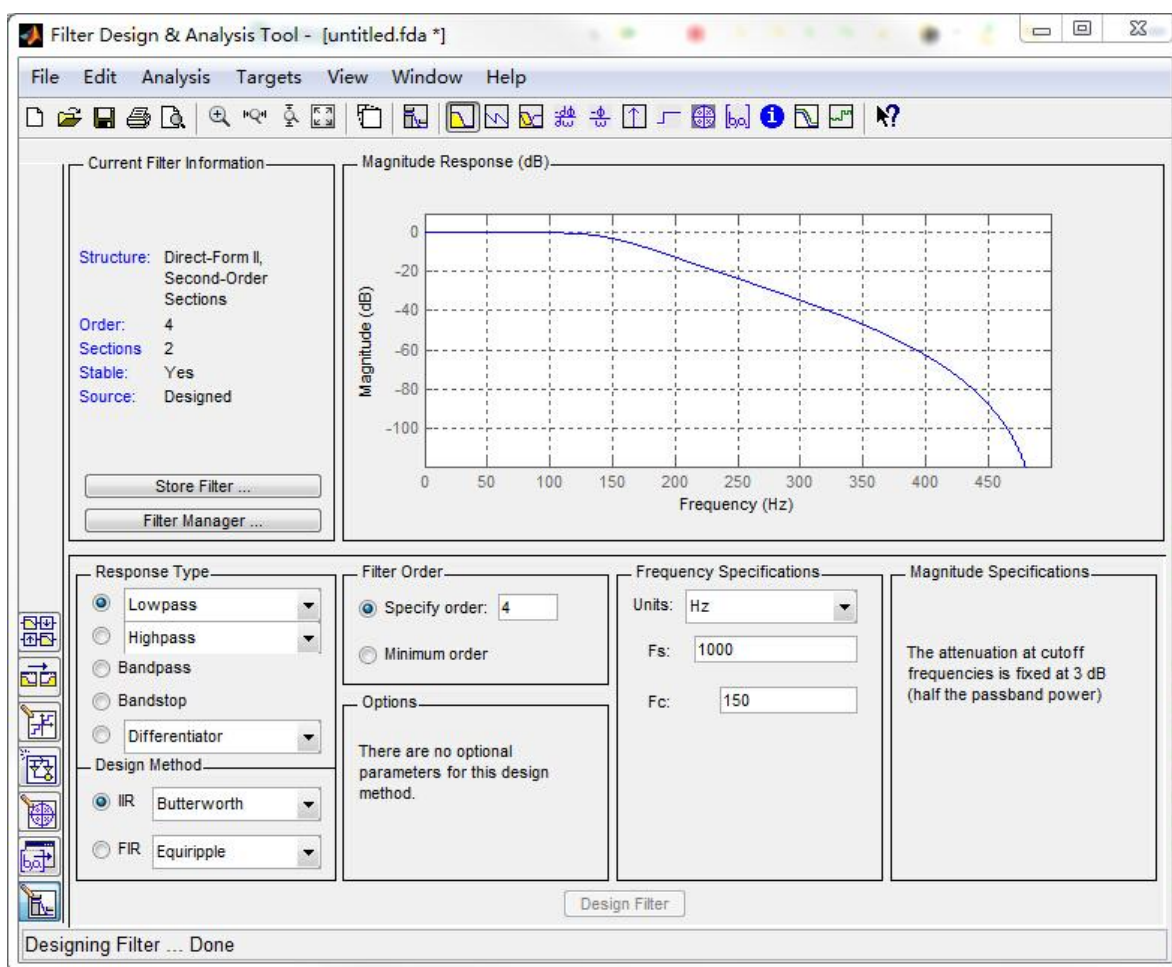 Filter Design & Analysis Tool - [untitled.fda *]
File Edit Analysis Targets View Window Help
Current Filter Information
Structure: Direct-Form II,
Second-Order
Sections
Order: 4
Sections 2
Stable: Yes
Source: Designed
Store Filter ...
Filter Manager ...
Magnitude Response (dB)
Magnitude (dB)
0
-20
-40
-60
-80
-100
0 50 100 150 200 250 300 350 400 450
Frequency (Hz)
Response Type
Lowpass
Highpass
Bandpass
Bandstop
Differentiator
Design Method
IIR Butterworth
FIR Equiripple
Filter Order
Specify order: 4
Minimum order
Options
There are no optional
parameters for this design
method.
Frequency Specifications
Units: Hz
Fs: 1000
Fc: 150
Magnitude Specifications
The attenuation at cutoff
frequencies is fixed at 3 dB
(half the passband power)
Design Filter
Designing Filter ... Done